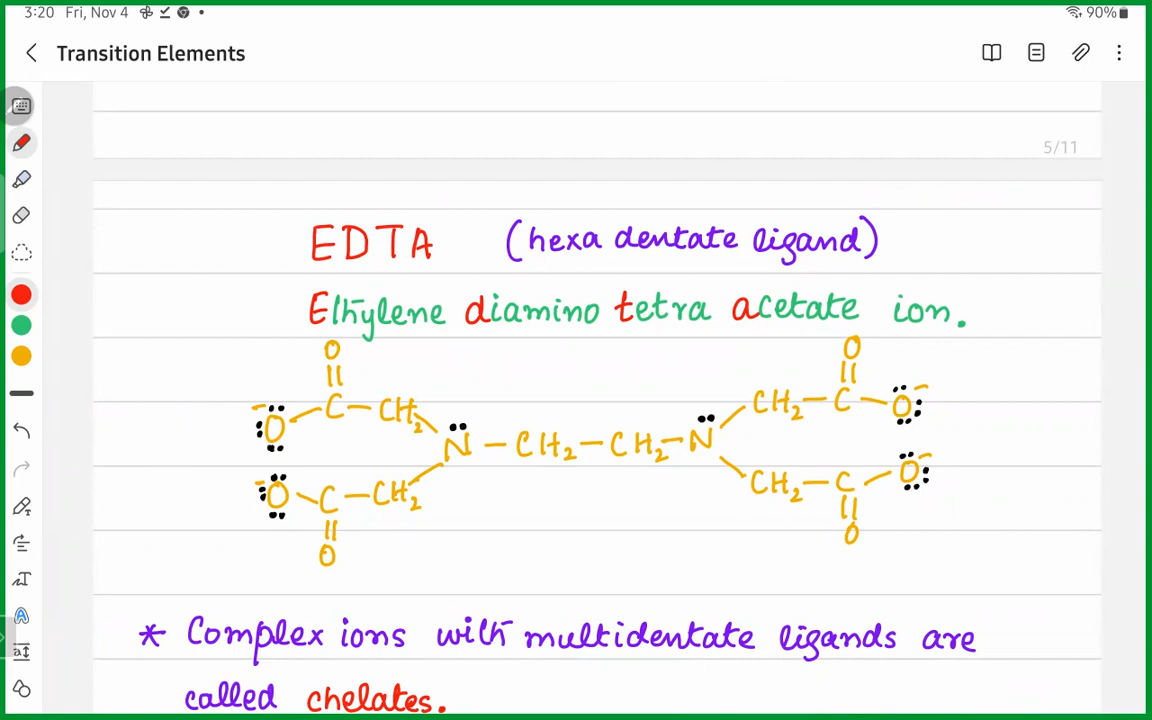 3:20 Fri, Nov 4 90%
Transition Elements
5/11
EDTA (hexa dentate ligand)
Elhylene diamino tetra acetate ion.
O O
|| ||
⁻O – C – CH₂ CH₂ – C – O⁻
N – CH₂ – CH₂ – N
⁻O – C – CH₂ CH₂ – C – O⁻
|| ||
O O
* Complex ions with multidentate ligands are
called chelates.